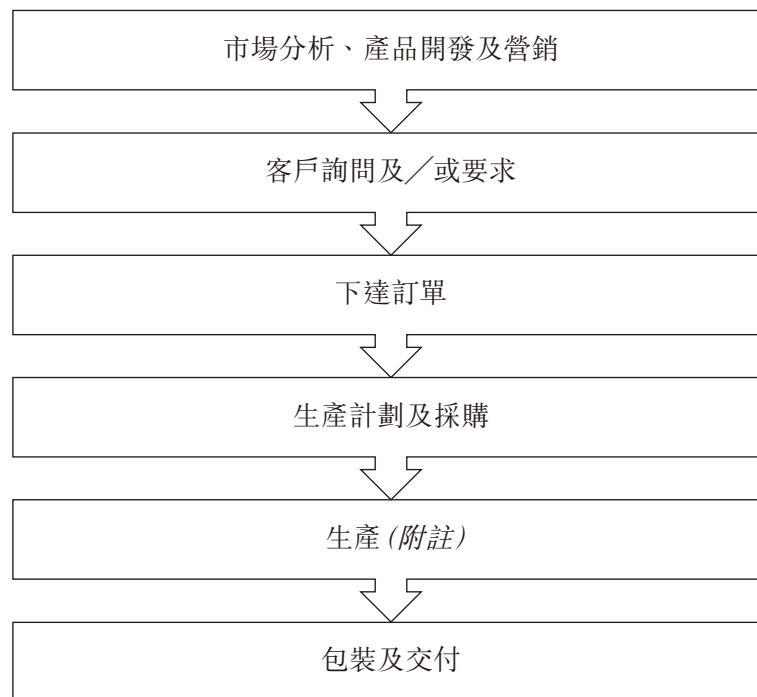 市場分析、產品開發及營銷
客戶詢問及╱或要求
下達訂單
生產計劃及採購
生產(附註)
包裝及交付